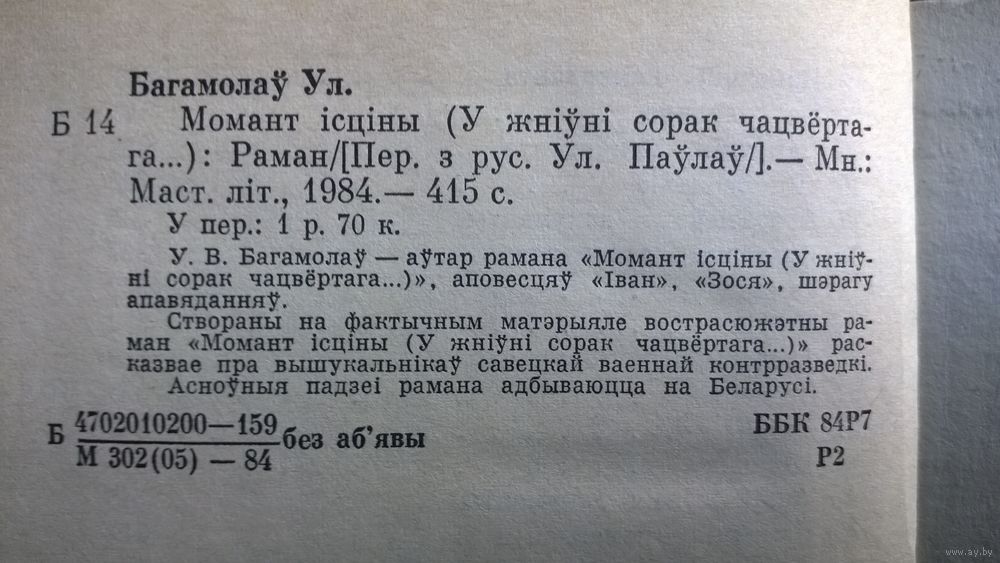 Багамолаў Ул.
Б 14 Момант ісціны (У жніўні сорак чацвёрта-
га...): Раман/[Пер. з рус. Ул. Паўлаў/].— Мн.:
Маст. літ., 1984.— 415 с.
У пер.: 1 р. 70 к.
У. В. Багамолаў — аўтар рамана «Момант ісціны (У жніў-
ні сорак чацвёртага...)», аповесцяў «Іван», «Зося», шэрагу
апавяданняў.
Створаны на фактычным матэрыяле вострасюжэтны ра-
ман «Момант ісціны (У жніўні сорак чацвёртага...)» рас-
казвае пра вышукальнікаў савецкай ваеннай контрразведкі.
Асноўныя падзеі рамана адбываюцца на Беларусі.
Б 4702010200—159 без аб’явы ББК 84Р7
М 302(05) — 84 Р2
www.ay.by